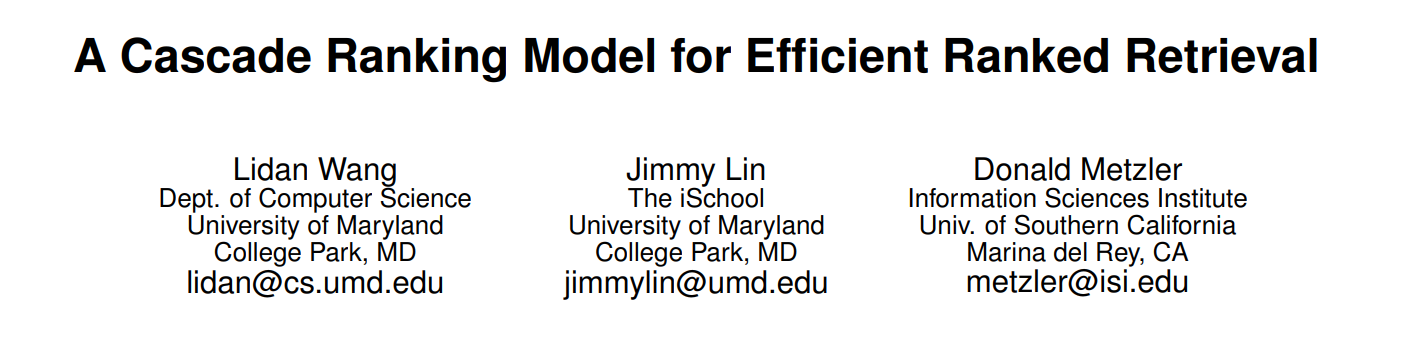 A Cascade Ranking Model for Efficient Ranked Retrieval
Lidan Wang
Dept. of Computer Science
University of Maryland
College Park, MD
lidan@cs.umd.edu
Jimmy Lin
The iSchool
University of Maryland
College Park, MD
jimmylin@umd.edu
Donald Metzler
Information Sciences Institute
Univ. of Southern California
Marina del Rey, CA
metzler@isi.edu